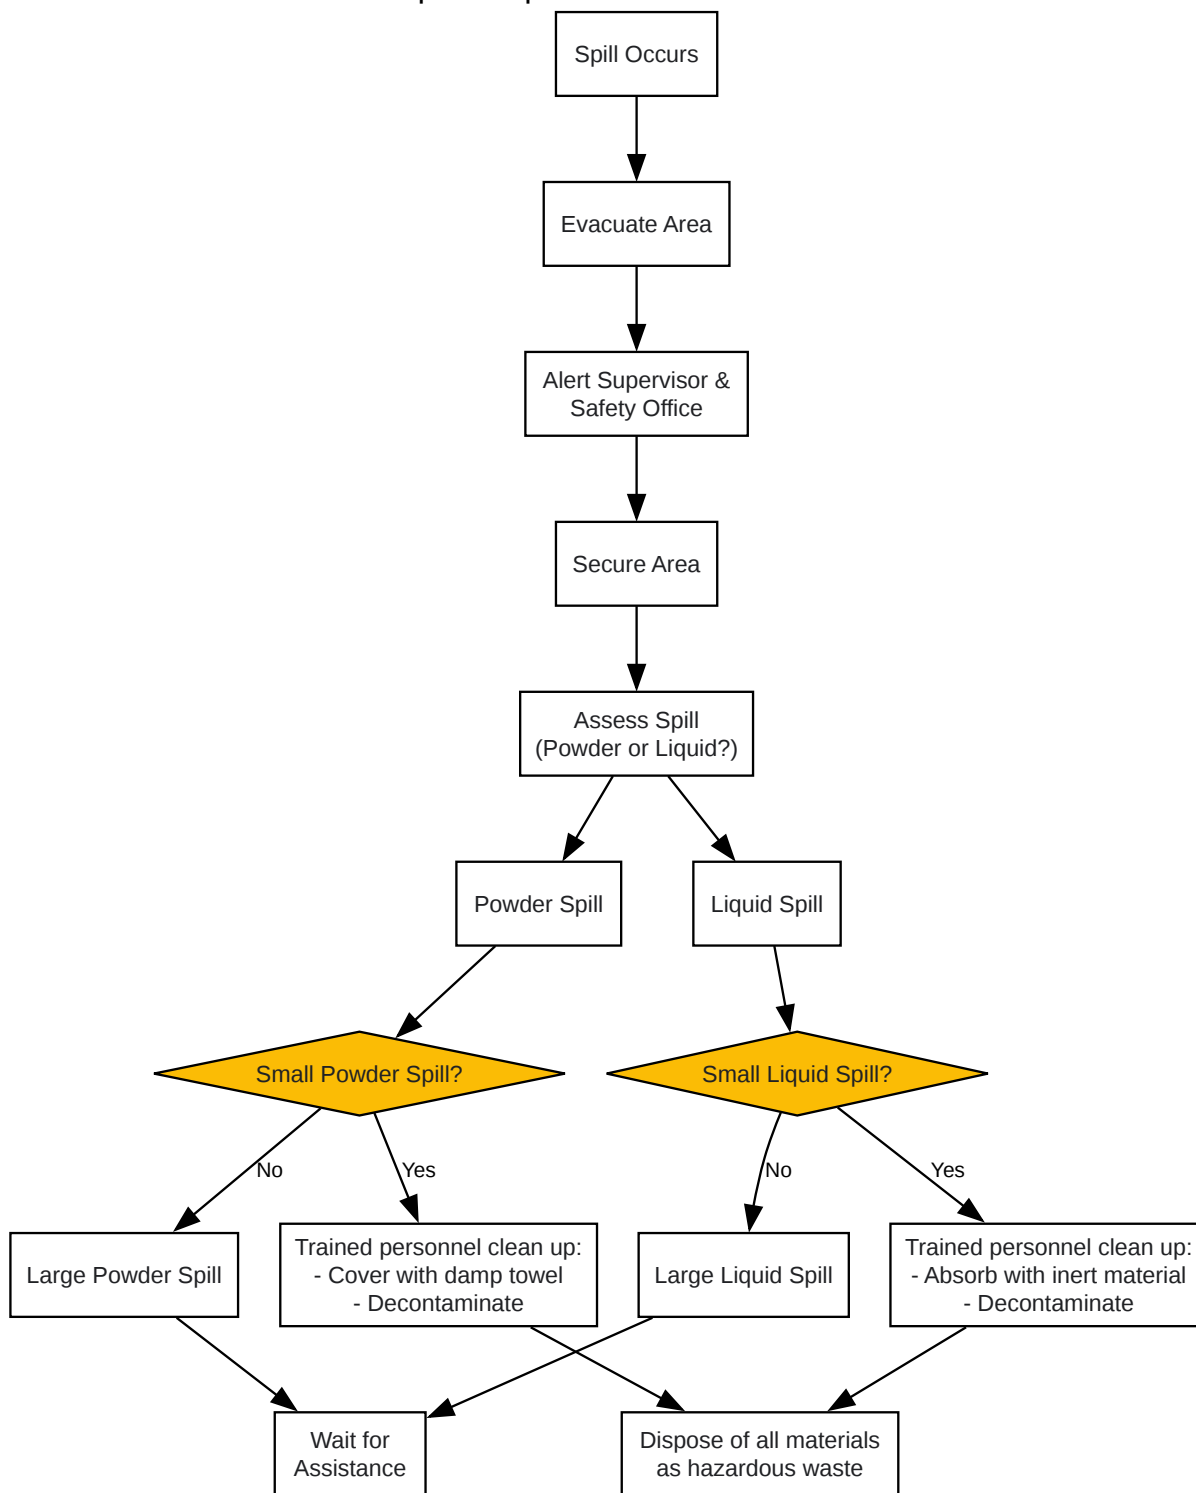 Spill Occurs
Evacuate Area
Alert Supervisor &
Safety Office
Secure Area
Assess Spill
(Powder or Liquid?)
Powder Spill
Liquid Spill
Small Powder Spill?
Small Liquid Spill?
No
Yes
No
Yes
Large Powder Spill
Trained personnel clean up:
- Cover with damp towel
- Decontaminate
Large Liquid Spill
Trained personnel clean up:
- Absorb with inert material
- Decontaminate
Wait for
Assistance
Dispose of all materials
as hazardous waste